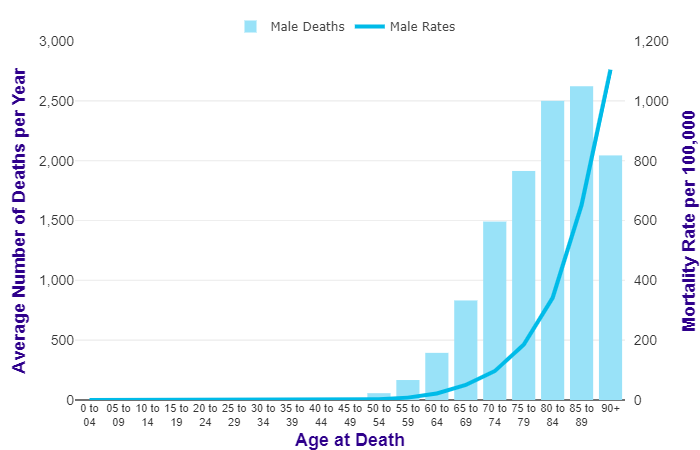 Male Deaths Male Rates
3,000 1,200
2,500 1,000
2,000 800
1,500 600
1,000 400
500 200
0 0
Average Number of Deaths per Year
Mortality Rate per 100,000
0 to 05 to 10 to 15 to 20 to 25 to 30 to 35 to 40 to 45 to 50 to 55 to 60 to 65 to 70 to 75 to 80 to 85 to 90+
04 09 14 19 24 29 34 39 44 49 54 59 64 69 74 79 84 89
Age at Death